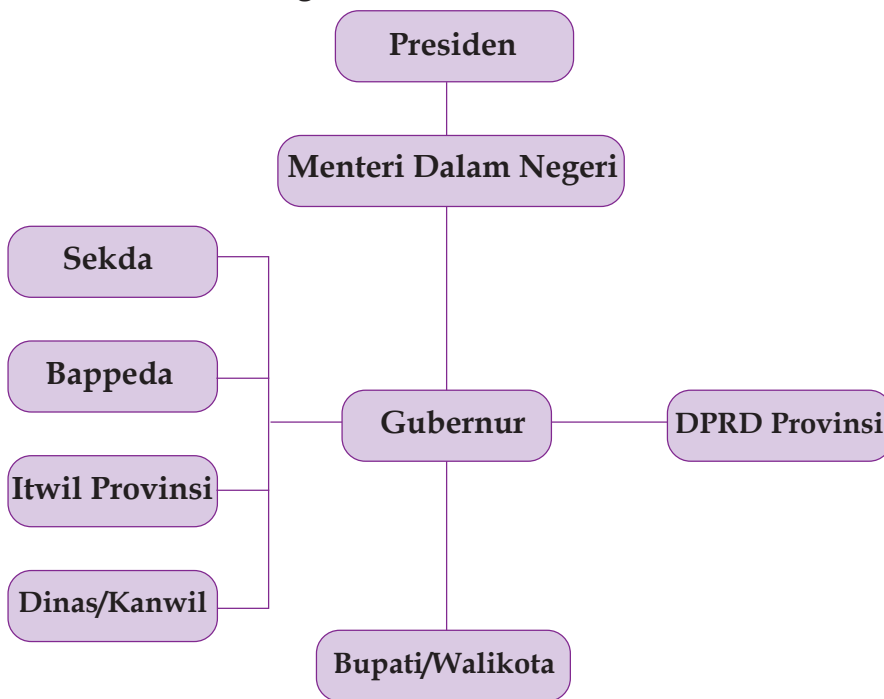 Presiden
Menteri Dalam Negeri
Sekda
Bappeda
Gubernur
DPRD Provinsi
Itwil Provinsi
Dinas/Kanwil
Bupati/Walikota